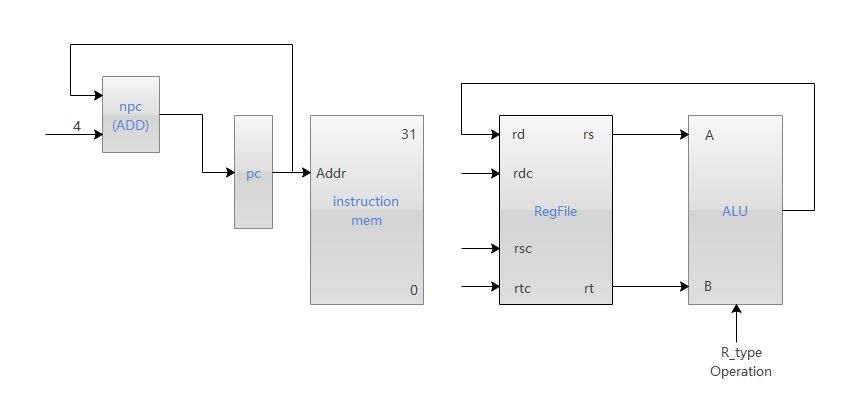 npc
(ADD)
4
pc
31
Addr
instruction
mem
0
rd
rs
rdc
RegFile
rsc
rtc
rt
A
ALU
B
R_type
Operation